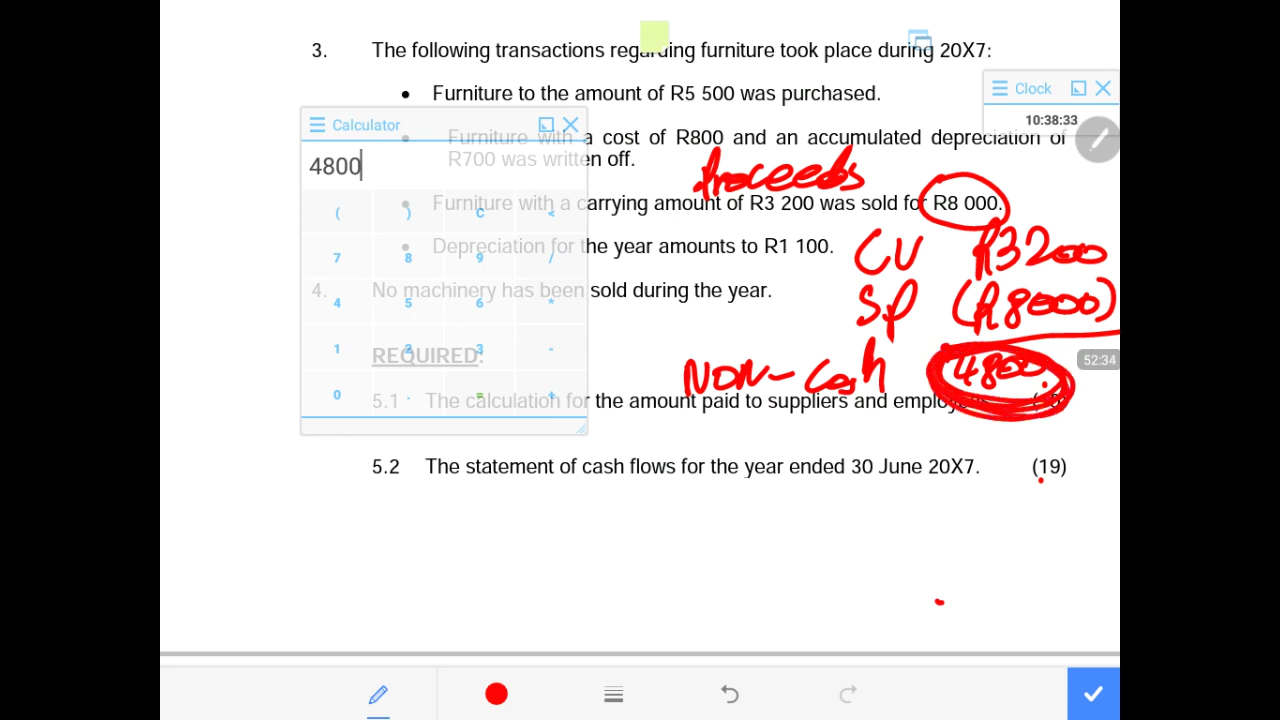 3. The following transactions regarding furniture took place during 20X7:
• Furniture to the amount of R5 500 was purchased.
Clock
10:38:33
Calculator
4800
• Furniture with a cost of R800 and an accumulated depreciation of
R700 was written off.
Proceeds
• Furniture with a carrying amount of R3 200 was sold for R8 000.
( ) C <
CV R3200
• Depreciation for the year amounts to R1 100.
7 8 9 /
4. No machinery has been sold during the year.
4 5 6 *
SP (R8000)
REQUIRED:
1 2 3 -
52:34
Non-Cash 4800
0 . = +
5.1 The calculation for the amount paid to suppliers and
5.2 The statement of cash flows for the year ended 30 June 20X7. (19)